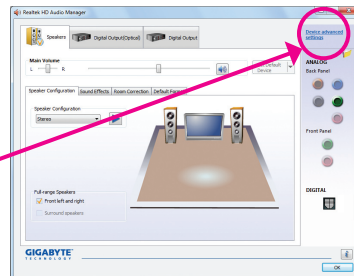 Realtek HD Audio Manager
Speakers
Digital Output(Optical)
Digital Output
Device advanced
settings
Main Volume
L
R
Default
Device
ANALOG
Back Panel
Speaker Configuration
Sound Effects
Room Correction
Default Format
Speaker Configuration
Stereo
Front Panel
Full-range Speakers
Front left and right
Surround speakers
DIGITAL
GIGABYTE
TECHNOLOGY
i
OK